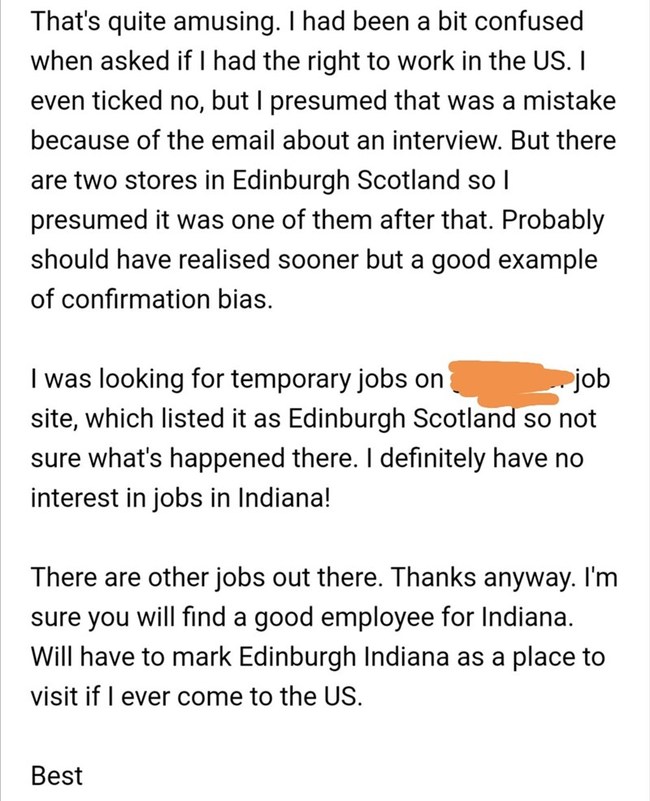 That's quite amusing. I had been a bit confused
when asked if I had the right to work in the US. I
even ticked no, but I presumed that was a mistake
because of the email about an interview. But there
are two stores in Edinburgh Scotland so I
presumed it was one of them after that. Probably
should have realised sooner but a good example
of confirmation bias.
I was looking for temporary jobs on job
site, which listed it as Edinburgh Scotland so not
sure what's happened there. I definitely have no
interest in jobs in Indiana!
There are other jobs out there. Thanks anyway. I'm
sure you will find a good employee for Indiana.
Will have to mark Edinburgh Indiana as a place to
visit if I ever come to the US.
Best